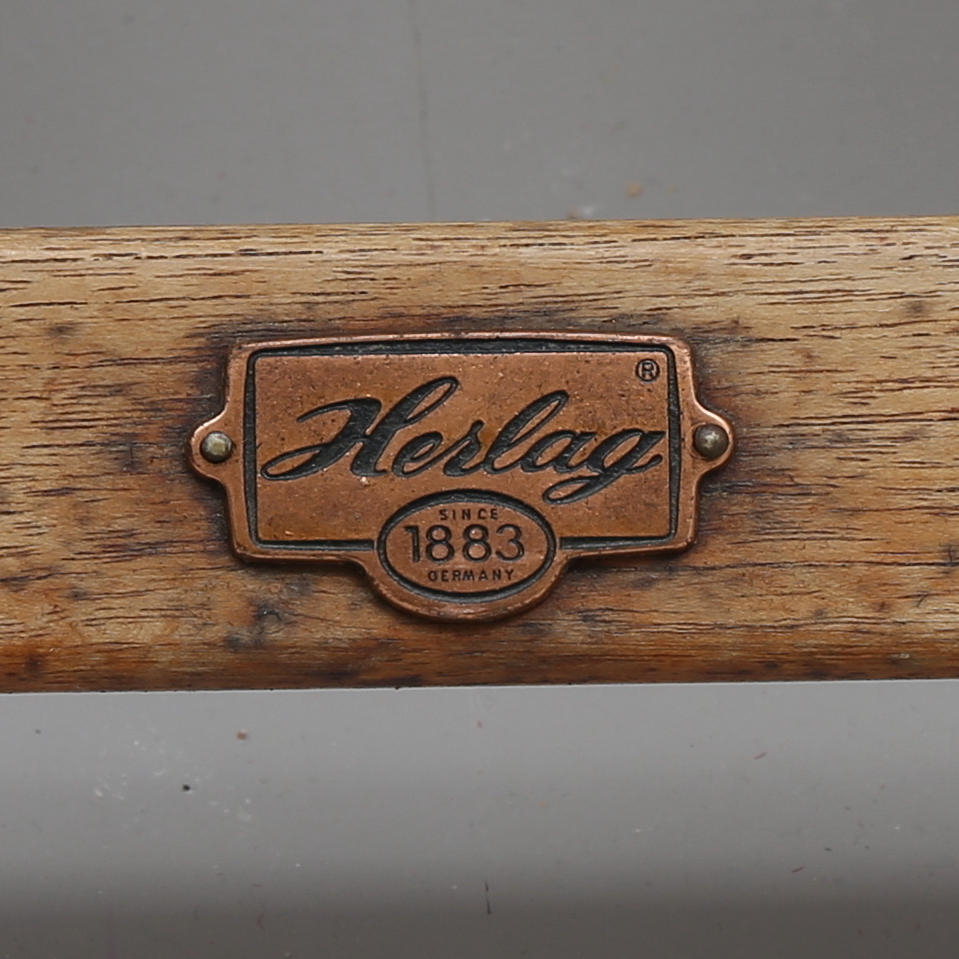 Herlag ®
SINCE
1883
GERMANY